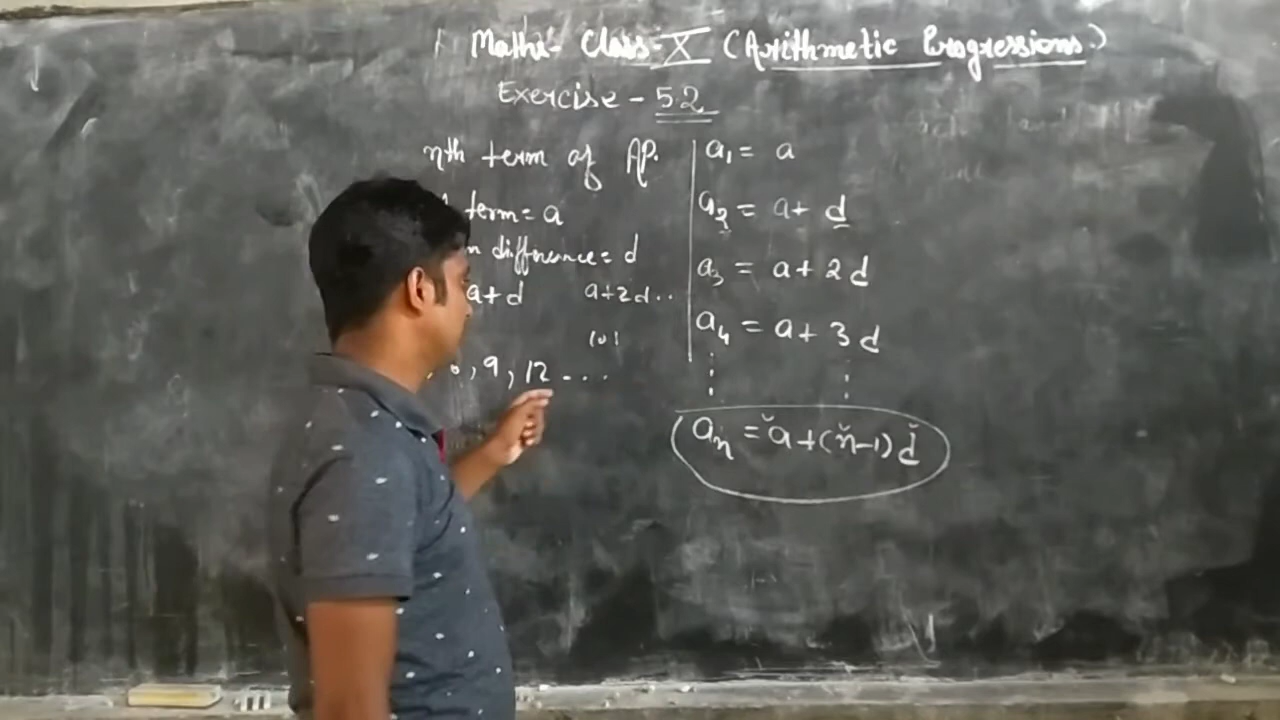 Maths- Class-X (Arithmetic Progressions.)
Exercise - 5.2
nth term of AP.
term = a
difference = d
a+d a+2d..
101
, 9, 12 ....
a₁ = a
a₂ = a+ d
a₃ = a+ 2d
a₄ = a+ 3d
aₙ = a+(n-1)d